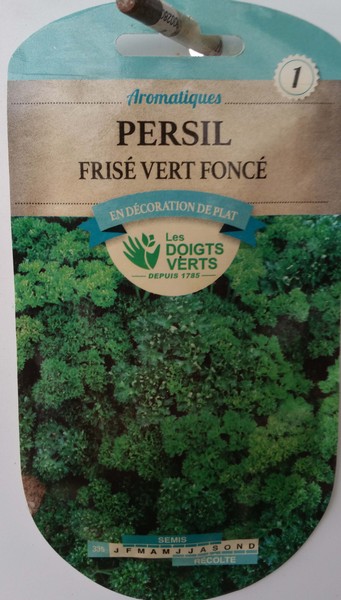 1
Aromatiques
PERSIL
FRISÉ VERT FONCÉ
EN DÉCORATION DE PLAT
Les
DOIGTS
VERTS
DEPUIS 1785
SEMIS
J F M A M J J A S O N D
RÉCOLTE